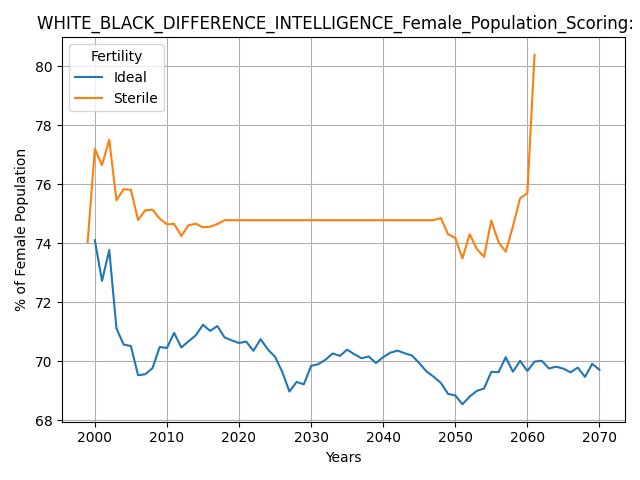 WHITE_BLACK_DIFFERENCE_INTELLIGENCE_Female_Population_Scoring:
Fertility
Ideal
Sterile
% of Female Population
80
78
76
74
72
70
68
2000 2010 2020 2030 2040 2050 2060 2070
Years